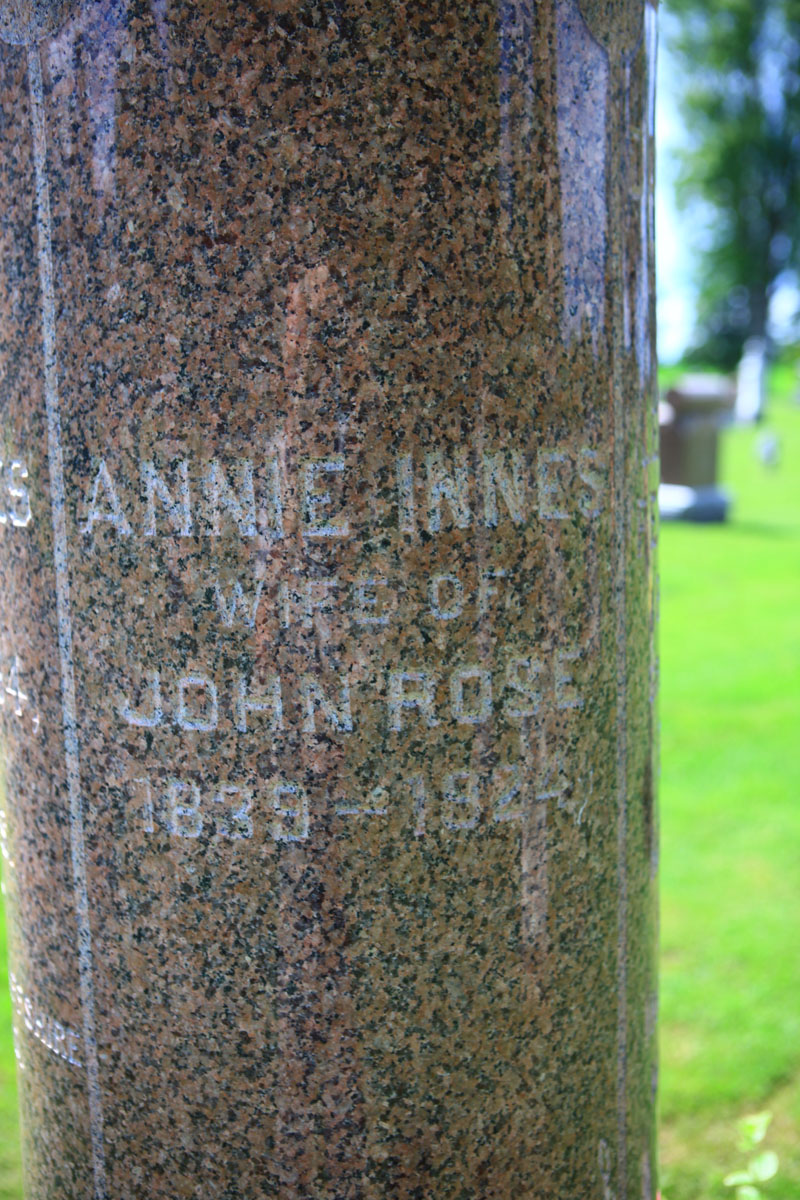 ANNIE INNES
WIFE OF
JOHN ROSE
1839 – 1924